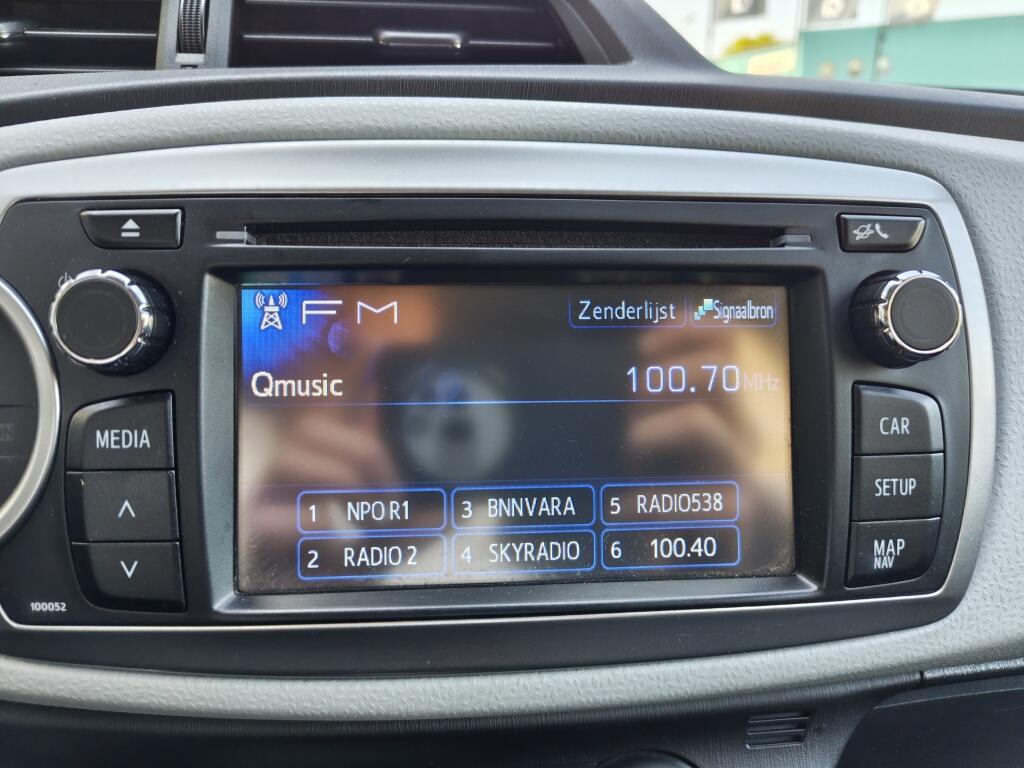 FM
Zenderlijst
Signaalbron
Qmusic
100.70MHz
MEDIA
CAR
SETUP
MAP
NAV
1 NPO R1
3 BNNVARA
5 RADIO538
2 RADIO 2
4 SKYRADIO
6 100.40
100052